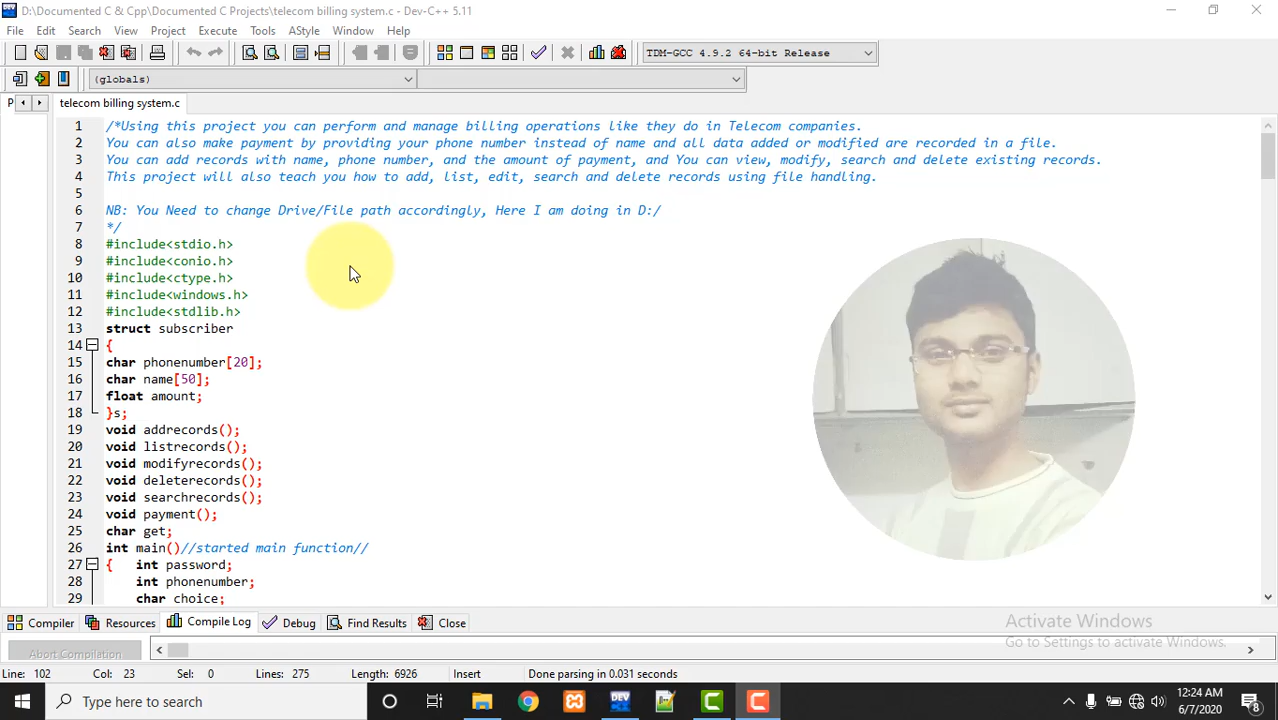 D:\Documented C & Cpp\Documented C Projects\telecom billing system.c - Dev-C++ 5.11
File Edit Search View Project Execute Tools AStyle Window Help
TDM-GCC 4.9.2 64-bit Release
(globals)
P telecom billing system.c
1 /*Using this project you can perform and manage billing operations like they do in Telecom companies.
2 You can also make payment by providing your phone number instead of name and all data added or modified are recorded in a file.
3 You can add records with name, phone number, and the amount of payment, and You can view, modify, search and delete existing records.
4 This project will also teach you how to add, list, edit, search and delete records using file handling.
5
6 NB: You Need to change Drive/File path accordingly, Here I am doing in D:/
7 */
8 #include<stdio.h>
9 #include<conio.h>
10 #include<ctype.h>
11 #include<windows.h>
12 #include<stdlib.h>
13 struct subscriber
14 {
15 char phonenumber[20];
16 char name[50];
17 float amount;
18 }s;
19 void addrecords();
20 void listrecords();
21 void modifyrecords();
22 void deleterecords();
23 void searchrecords();
24 void payment();
25 char get;
26 int main()//started main function//
27 { int password;
28 int phonenumber;
29 char choice;
Compiler Resources Compile Log Debug Find Results Close
Activate Windows
Go to Settings to activate Windows.
Abort Compilation
Line: 102 Col: 23 Sel: 0 Lines: 275 Length: 6926 Insert Done parsing in 0.031 seconds
Type here to search
DEV
12:24 AM
6/7/2020
8